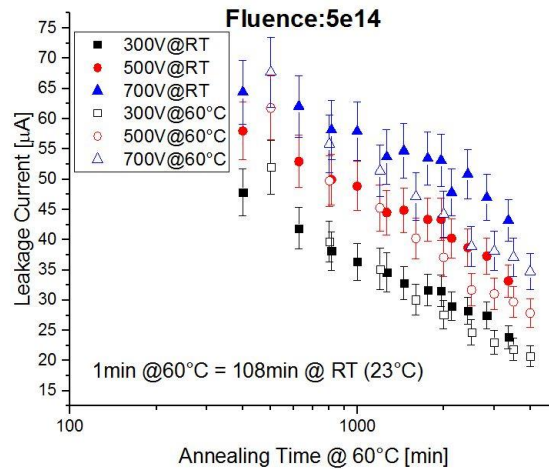 Fluence:5e14
75
70
65
60
55
50
45
40
35
30
25
20
15
Leakage Current [µA]
300V@RT
500V@RT
700V@RT
300V@60°C
500V@60°C
700V@60°C
1min @60°C = 108min @ RT (23°C)
100
1000
Annealing Time @ 60°C [min]